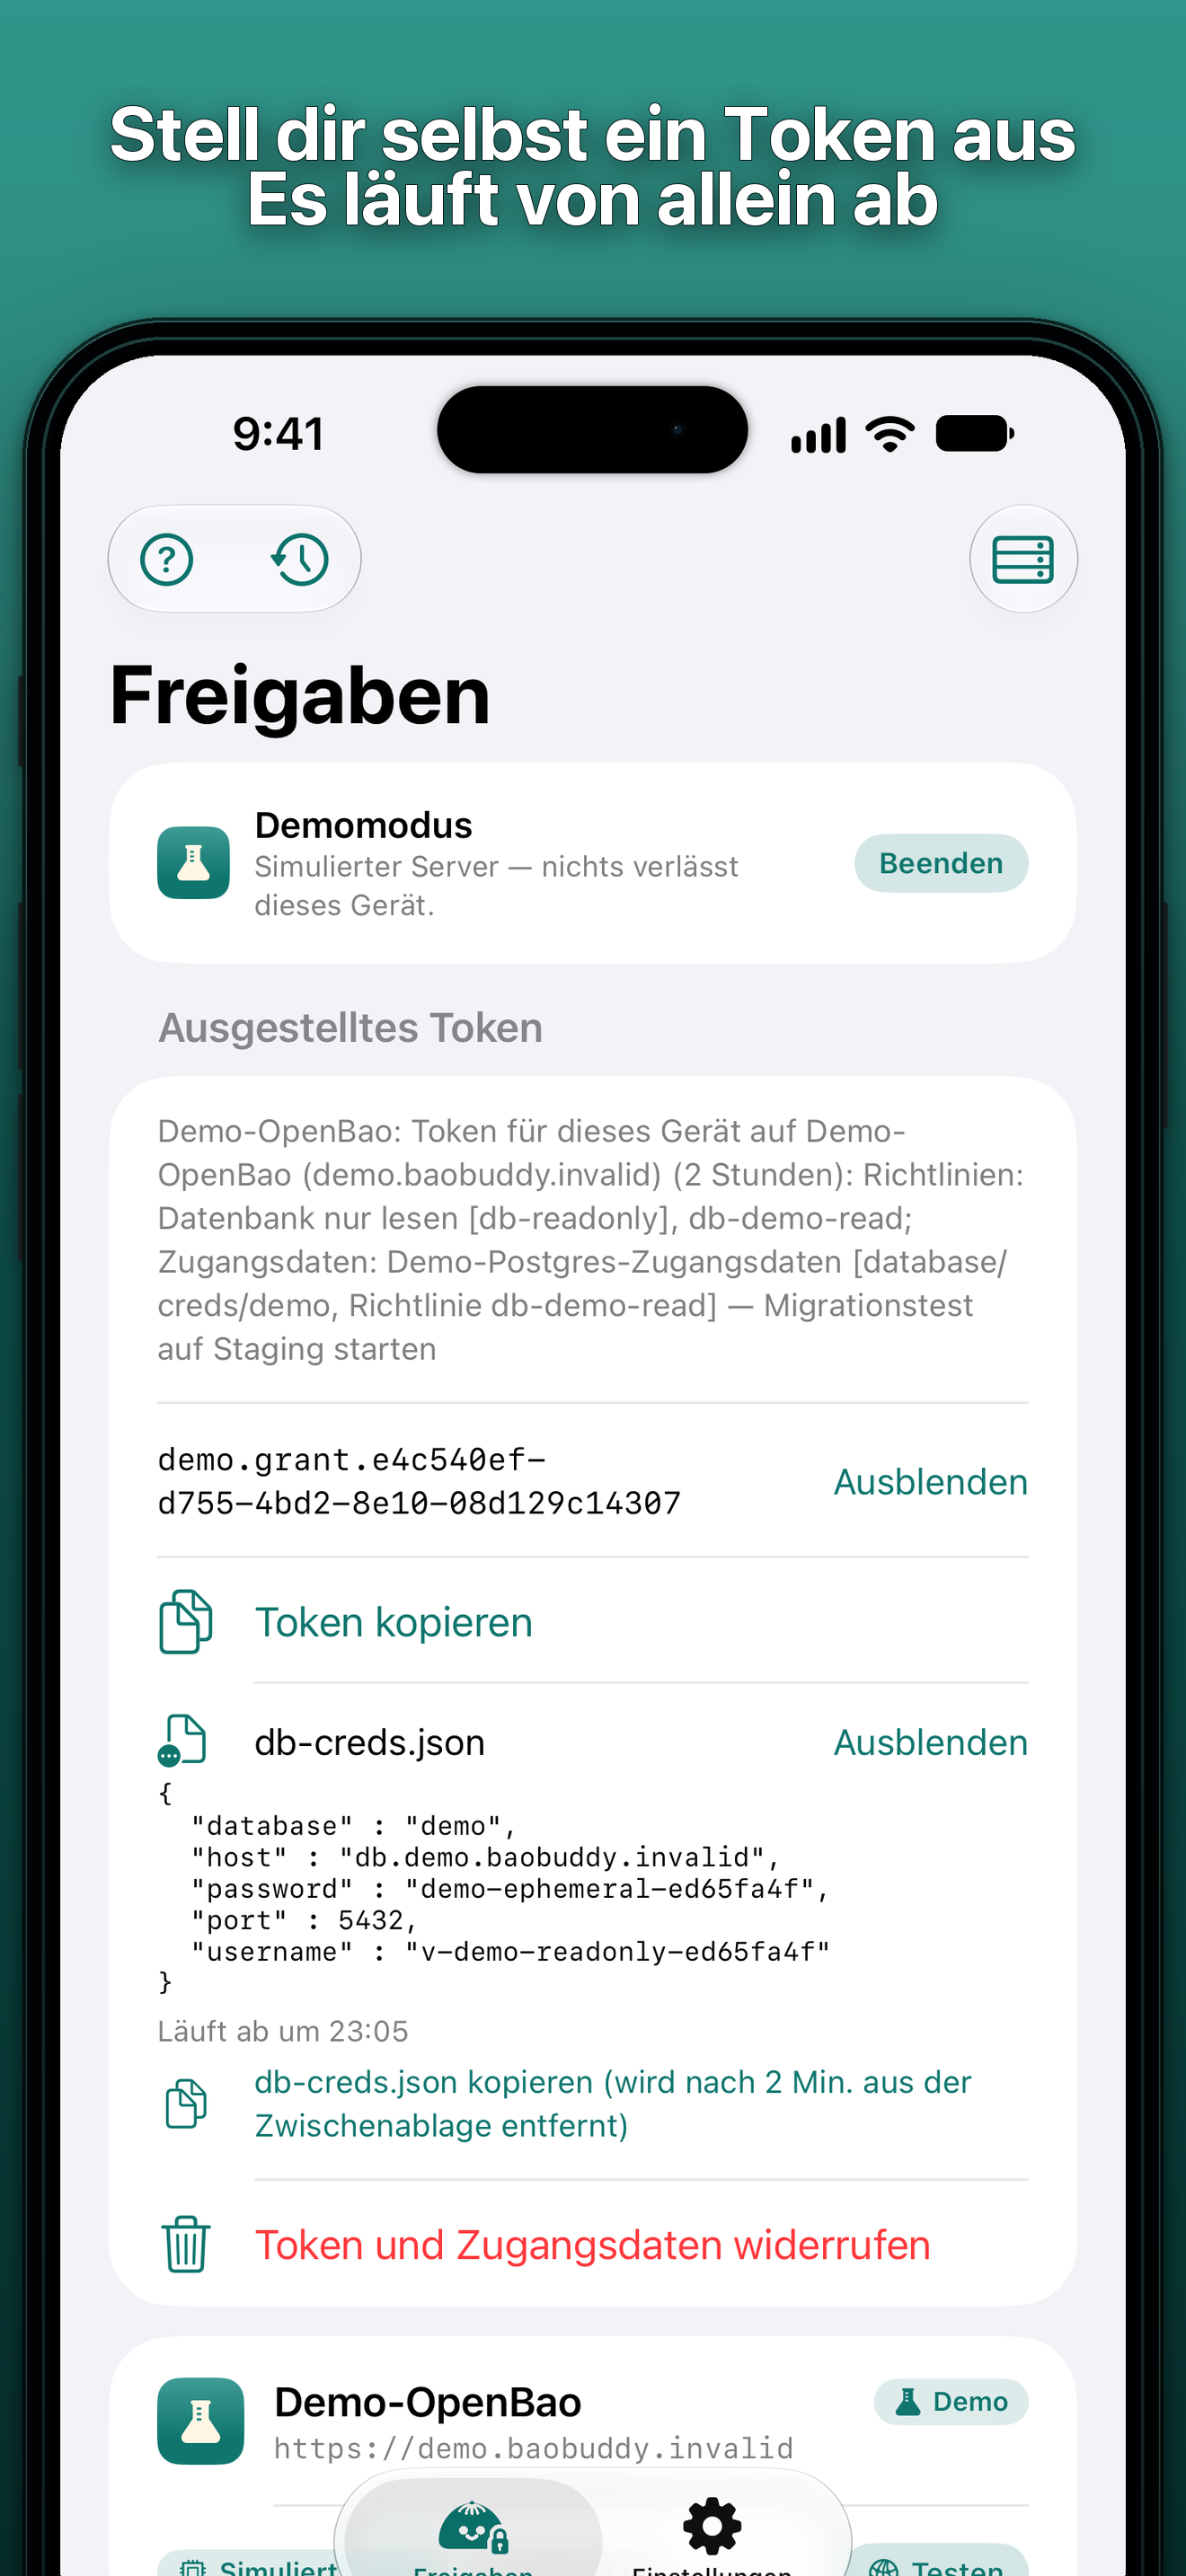 Stell dir selbst ein Token aus
Es läuft von allein ab
9:41
Freigaben
Demomodus
Simulierter Server — nichts verlässt
dieses Gerät.
Beenden
Ausgestelltes Token
Demo-OpenBao: Token für dieses Gerät auf Demo-
OpenBao (demo.baobuddy.invalid) (2 Stunden): Richtlinien:
Datenbank nur lesen [db-readonly], db-demo-read;
Zugangsdaten: Demo-Postgres-Zugangsdaten [database/
creds/demo, Richtlinie db-demo-read] — Migrationstest
auf Staging starten
demo.grant.e4c540ef-
d755-4bd2-8e10-08d129c14307
Ausblenden
Token kopieren
db-creds.json
Ausblenden
{
"database" : "demo",
"host" : "db.demo.baobuddy.invalid",
"password" : "demo-ephemeral-ed65fa4f",
"port" : 5432,
"username" : "v-demo-readonly-ed65fa4f"
}
Läuft ab um 23:05
db-creds.json kopieren (wird nach 2 Min. aus der
Zwischenablage entfernt)
Token und Zugangsdaten widerrufen
Demo-OpenBao
Demo
https://demo.baobuddy.invalid
Simuliert
Freigaben
Einstellungen
Testen